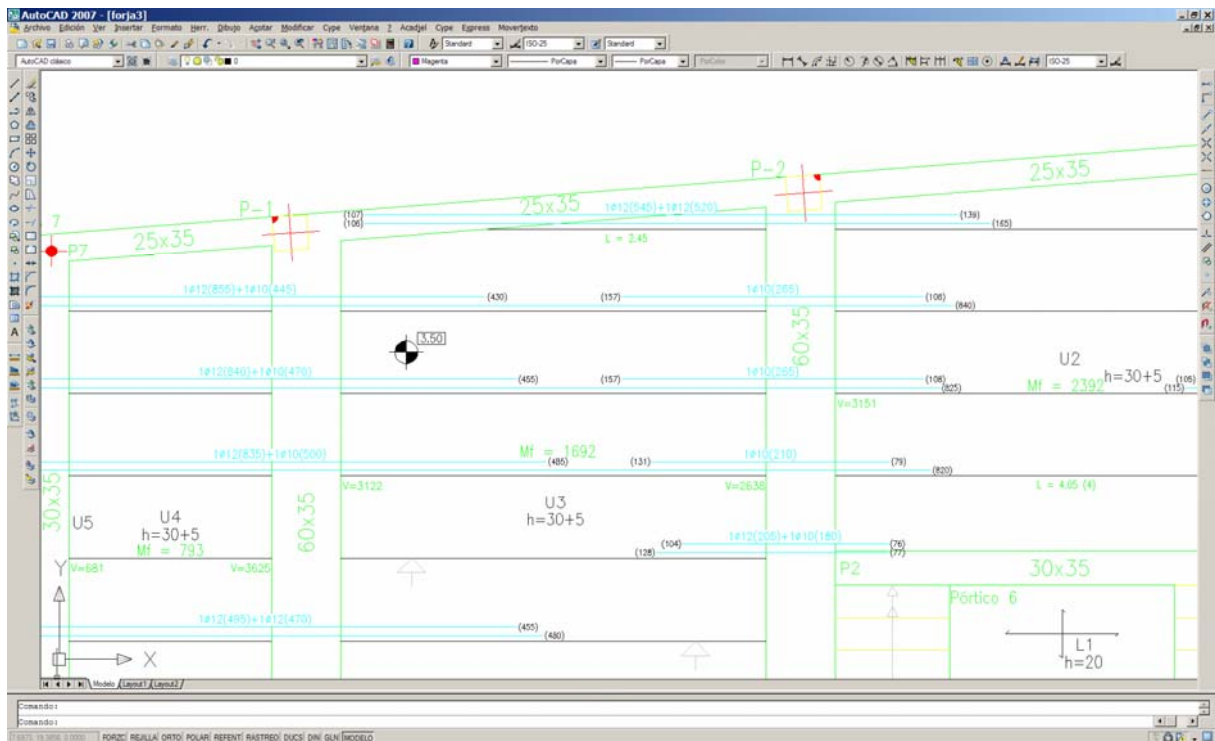 AutoCAD 2007 - [forja3]
Archivo Edición Ver Insertar Formato Herr. Dibujo Acotar Modificar Cype Ventana ? Acadjel Cype Express Movertexto
Standard ISO-25 Standard
AutoCAD clásico 0 Magenta PorCapa PorCapa PorColor ISO-25
P-2
25x35
P-1
25x35
1ø12(545)+1ø12(520)
(107)
(139)
(106)
(165)
7
P7
25x35
L = 2.45
1ø12(855)+1ø10(445)
(430)
(157)
1ø10(265)
(108)
(840)
3,50
60x35
U2
h=30+5
1ø12(840)+1ø10(470)
(455)
(157)
1ø10(265)
(108)
(825)
Mf = 2392
(105)
(115)
V=3151
1ø12(835)+1ø10(500)
Mf = 1692
(485)
(131)
1ø10(210)
(79)
(820)
V=3122
V=2638
L = 4.05 (4)
30x35
U5
U4
h=30+5
Mf = 793
60x35
U3
h=30+5
1ø12(205)+1ø10(180)
(104)
(76)
(128)
(77)
Y
V=681
V=3625
P2
30x35
Pórtico 6
1ø12(495)+1ø12(470)
(455)
(480)
L1
h=20
X
Modelo Layout1 Layout2
Comando:
Comando:
FORZC REJILLA ORTO POLAR REFENT RASTREO DUCS DIN GLN MODELO